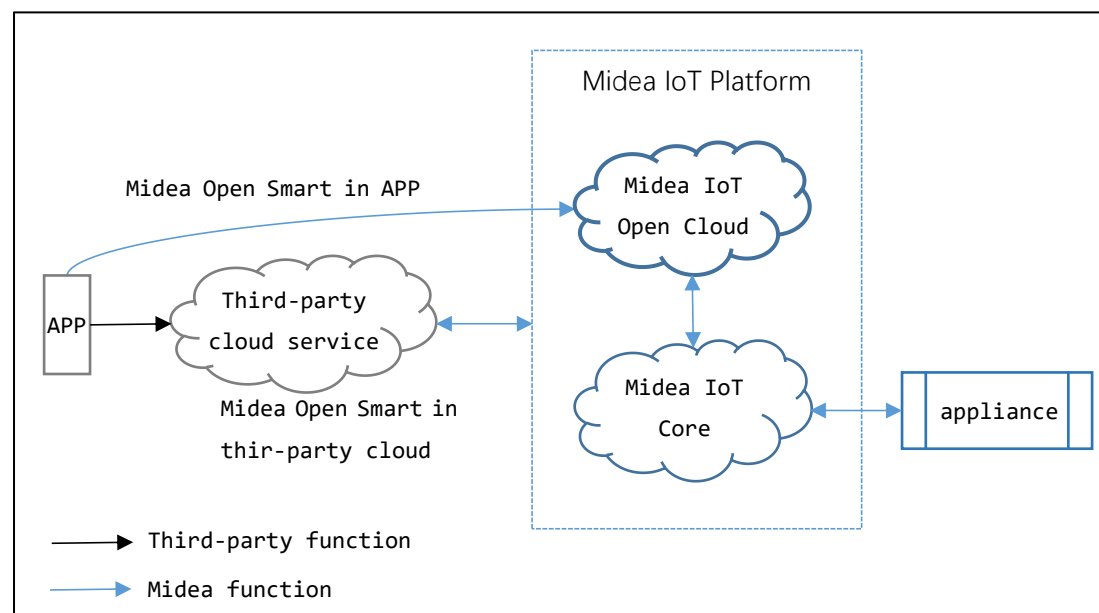 Midea IoT Platform
Midea IoT
Open Cloud
Midea Open Smart in APP
APP
Third-party
cloud service
Midea Open Smart in
thir-party cloud
Midea IoT
Core
appliance
Third-party function
Midea function